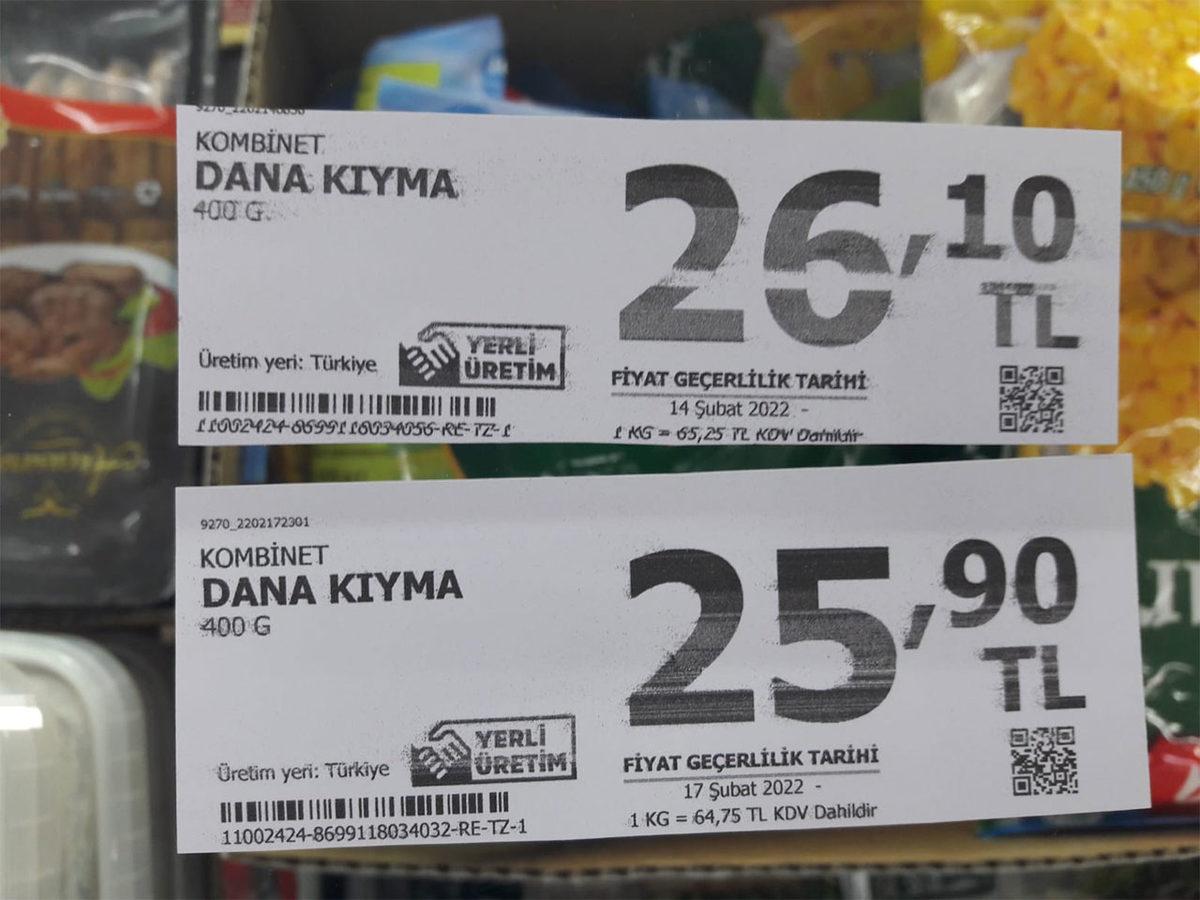 KOMBİNET
DANA KIYMA
400 G.
26,10
TL
Üretim yeri: Türkiye
YERLİ
ÜRETİM
FİYAT GEÇERLİLİK TARİHİ
14 Şubat 2022 -
1 KG = 65,25 TL KDV Dahildir
9270_2202172301
KOMBİNET
DANA KIYMA
400 G
25,90
TL
Üretim yeri: Türkiye
YERLİ
ÜRETİM
11002424-8699118034032-RE-TZ-1
FİYAT GEÇERLİLİK TARİHİ
17 Şubat 2022 -
1 KG = 64,75 TL KDV Dahildir